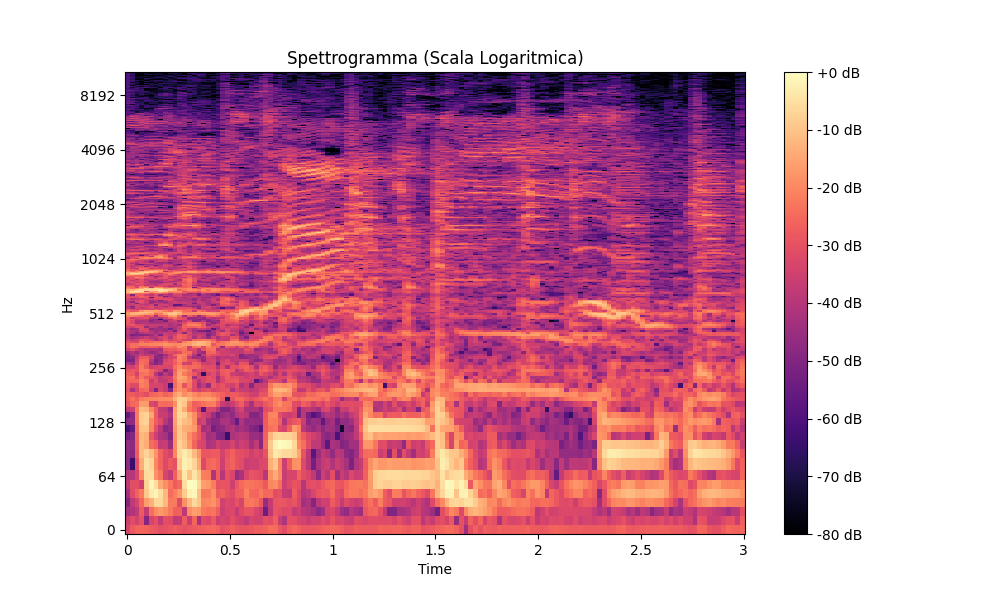 Spettrogramma (Scala Logaritmica)
Hz
8192
4096
2048
1024
512
256
128
64
0
0 0.5 1 1.5 2 2.5 3
Time
+0 dB
-10 dB
-20 dB
-30 dB
-40 dB
-50 dB
-60 dB
-70 dB
-80 dB